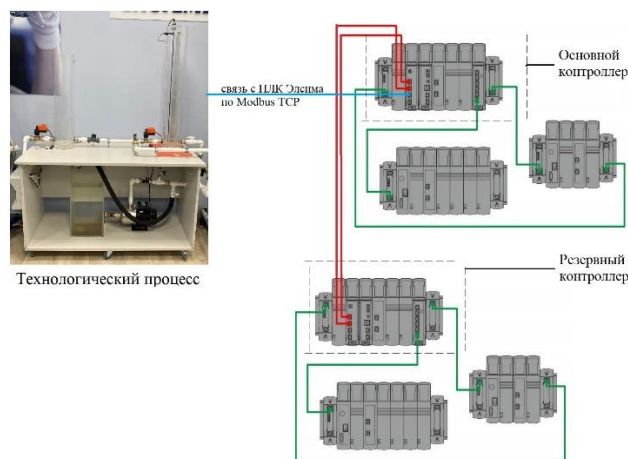 связь с ПЛК Элсима
по Modbus TCP
Основной
контроллер
Технологический процесс
Резервный
контроллер